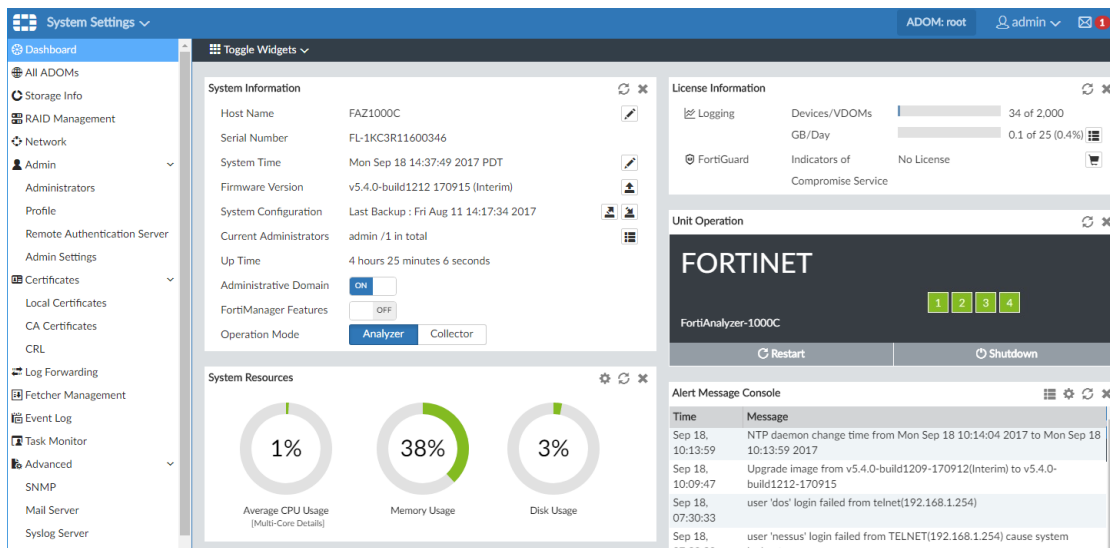 System Settings
ADOM: root
admin
1
Dashboard
All ADOMs
Storage Info
RAID Management
Network
Admin
Administrators
Profile
Remote Authentication Server
Admin Settings
Certificates
Local Certificates
CA Certificates
CRL
Log Forwarding
Fetcher Management
Event Log
Task Monitor
Advanced
SNMP
Mail Server
Syslog Server
Toggle Widgets
System Information
Host Name FAZ1000C
Serial Number FL-1KC3R11600346
System Time Mon Sep 18 14:37:49 2017 PDT
Firmware Version v5.4.0-build1212 170915 (Interim)
System Configuration Last Backup : Fri Aug 11 14:17:34 2017
Current Administrators admin /1 in total
Up Time 4 hours 25 minutes 6 seconds
Administrative Domain ON
FortiManager Features OFF
Operation Mode Analyzer Collector
System Resources
1% 38% 3%
Average CPU Usage Memory Usage Disk Usage
[Multi-Core Details]
License Information
Logging Devices/VDOMs 34 of 2,000
GB/Day 0.1 of 25 (0.4%)
FortiGuard Indicators of No License
Compromise Service
Unit Operation
FORTINET
1 2 3 4
FortiAnalyzer-1000C
Restart Shutdown
Alert Message Console
Time Message
Sep 18, NTP daemon change time from Mon Sep 18 10:14:04 2017 to Mon Sep 18
10:13:59 10:13:59 2017
Sep 18, Upgrade image from v5.4.0-build1209-170912(Interim) to v5.4.0-
10:09:47 build1212-170915
Sep 18, user 'dos' login failed from telnet(192.168.1.254)
07:30:33
Sep 18, user 'nessus' login failed from TELNET(192.168.1.254) cause system